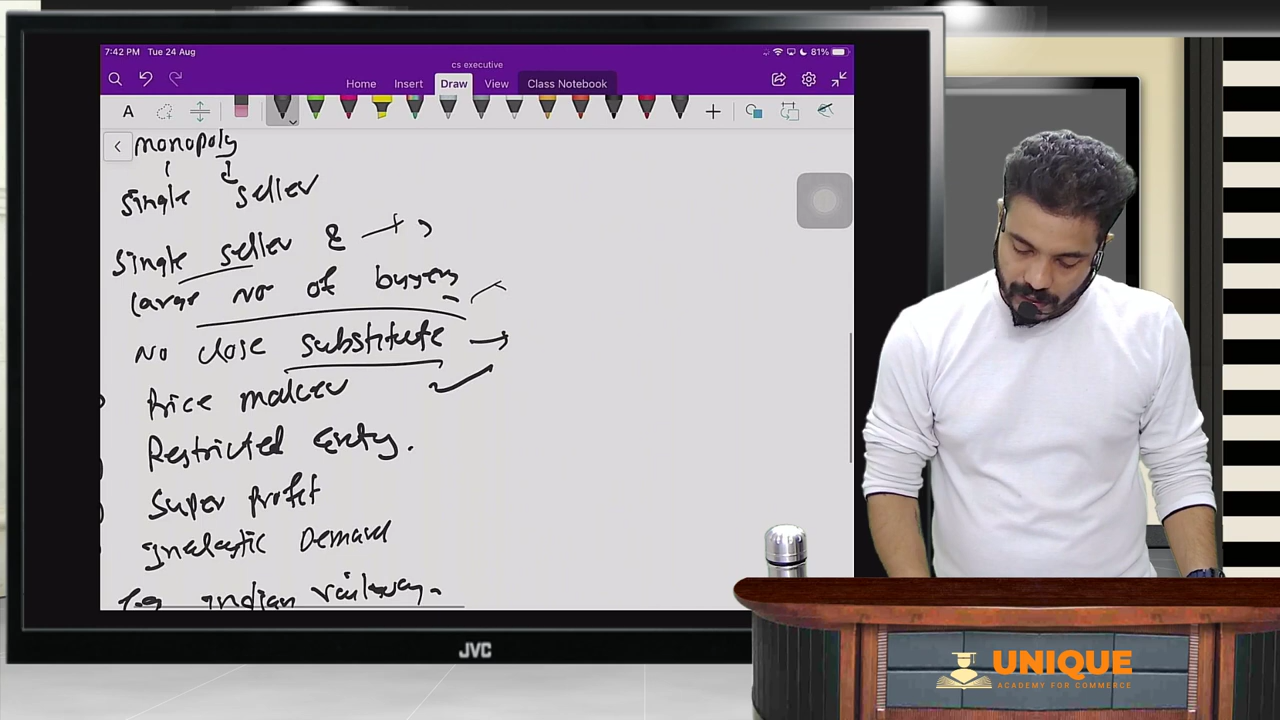 7:42 PM Tue 24 Aug
81%
cs executive
Home Insert Draw View Class Notebook
A
monopoly
Single seller
Single seller &
large no of buyers
No close substitute
Price maker
Restricted Entry.
Super profit
Inelastic Demand
Eg Indian railway.
JVC
UNIQUE
ACADEMY FOR COMMERCE